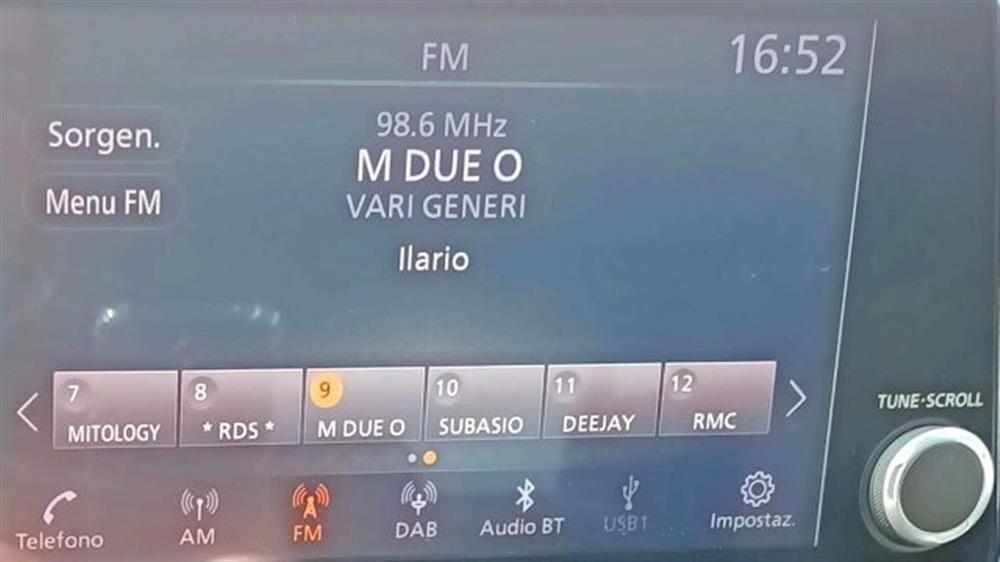 FM
16:52
Sorgen.
98.6 MHz
M DUE O
Menu FM
VARI GENERI
Ilario
7
MITOLOGY
8
* RDS *
9
M DUE O
10
SUBASIO
11
DEEJAY
12
RMC
TUNE·SCROLL
Telefono
AM
FM
DAB
Audio BT
USB1
Impostaz.